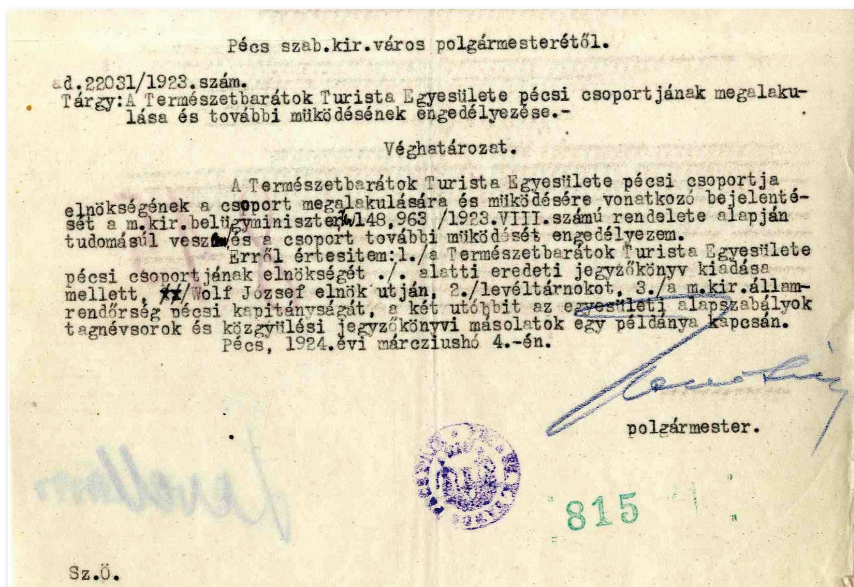 Pécs szab.kir.város polgármesterétől.
ad.22031/1923.szám.
Tárgy:A Természetbarátok Turista Egyesülete pécsi csoportjának megalaku-
lása és további müködésének engedélyezése.-
Véghatározat.
A Természetbarátok Turista Egyesülete pécsi csoportja
elnökségének a csoport megalakulására és müködésére vonatkozó bejelenté-
sét a m.kir.belügyminiszter 148,963 /1923.VIII.számú rendelete alapján
tudomásúl veszem és a csoport további müködését engedélyezem.
Erről értesitem:1./a Természetbarátok Turista Egyesülete
pécsi csoportjának elnökségét ./. alatti eredeti jegyzőkönyv kiadása
mellett, /Wolf József elnök utján, 2./levéltárnokot, 3./a m.kir.állam-
rendőrség pécsi kapitányságát, a két utóbbit az egyesületi alapszabályok
tagnévsorok és közgyülési jegyzőkönyvi másolatok egy példánya kapcsán.
Pécs, 1924.évi márcziushó 4.-én.
polgármester.
815
Sz.Ö.